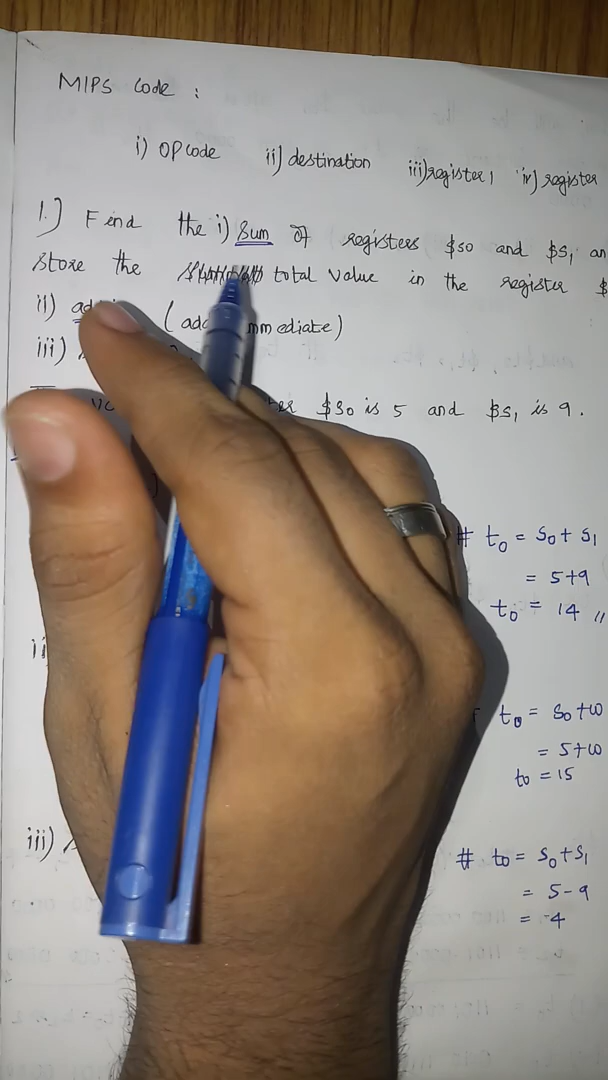 MIPS Code :
i) OPcode ii) destination iii) register 1 iv) register
1.) Find the i) Sum of registers $s0 and $s1 an
Store the total value in the register $
ii) (add immediate)
iii)
$s0 is 5 and $s1 is 9.
# t0 = s0 + s1
= 5+9
t0 = 14 //
t0 = s0 + 10
= 5+10
t0 = 15
iii)
# t0 = s0+s1
= 5-9
= -4